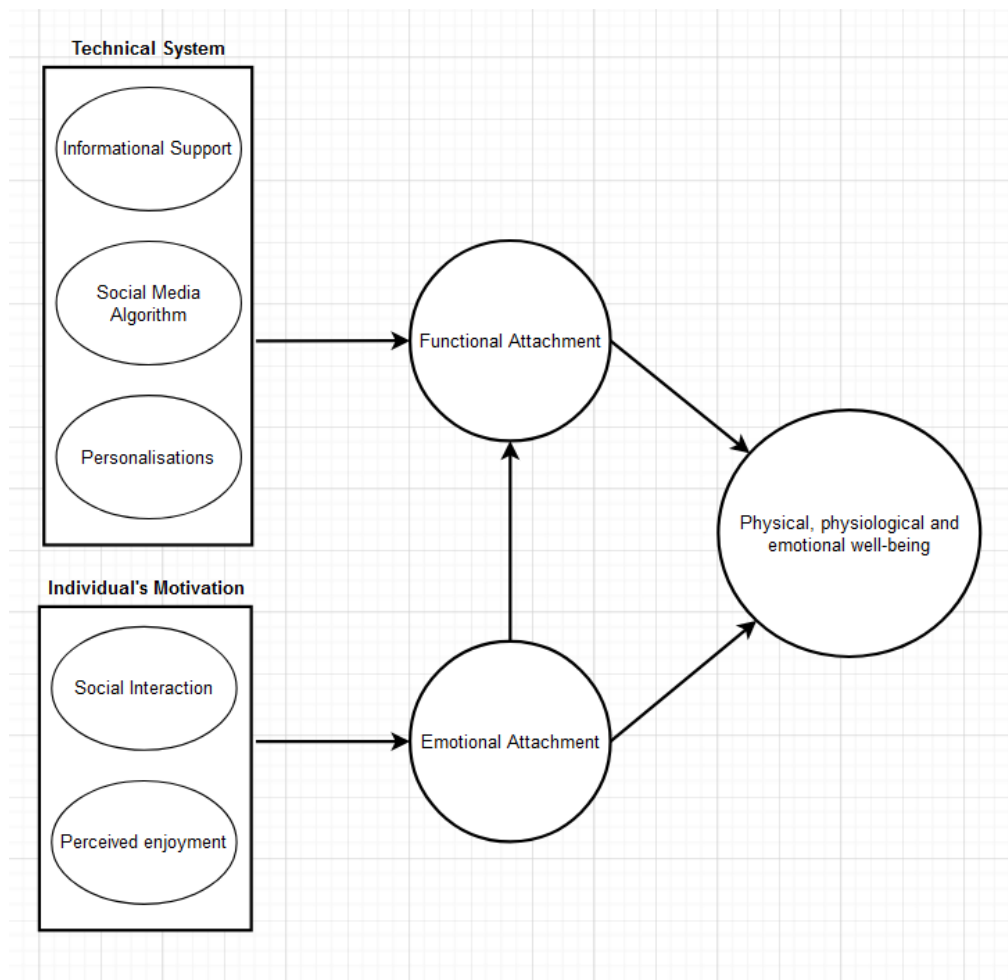 Technical System
Informational Support
Social Media
Algorithm
Personalisations
Functional Attachment
Physical, physiological and
emotional well-being
Individual's Motivation
Social Interaction
Perceived enjoyment
Emotional Attachment